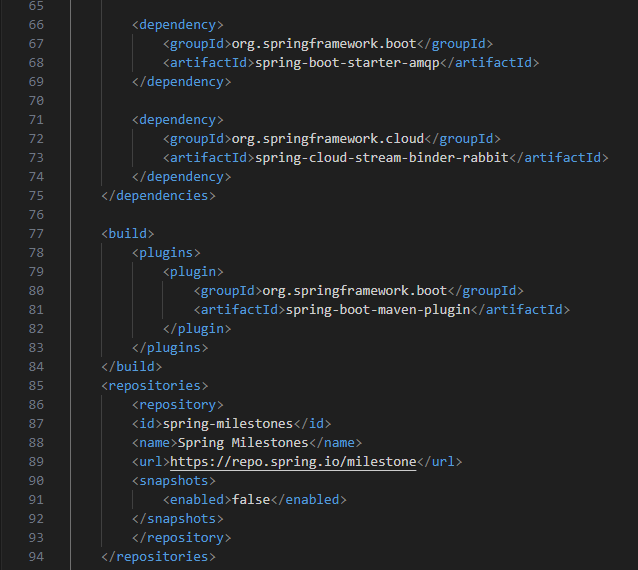 65
66 <dependency>
67 <groupId>org.springframework.boot</groupId>
68 <artifactId>spring-boot-starter-amqp</artifactId>
69 </dependency>
70
71 <dependency>
72 <groupId>org.springframework.cloud</groupId>
73 <artifactId>spring-cloud-stream-binder-rabbit</artifactId>
74 </dependency>
75 </dependencies>
76
77 <build>
78 <plugins>
79 <plugin>
80 <groupId>org.springframework.boot</groupId>
81 <artifactId>spring-boot-maven-plugin</artifactId>
82 </plugin>
83 </plugins>
84 </build>
85 <repositories>
86 <repository>
87 <id>spring-milestones</id>
88 <name>Spring Milestones</name>
89 <url>https://repo.spring.io/milestone</url>
90 <snapshots>
91 <enabled>false</enabled>
92 </snapshots>
93 </repository>
94 </repositories>